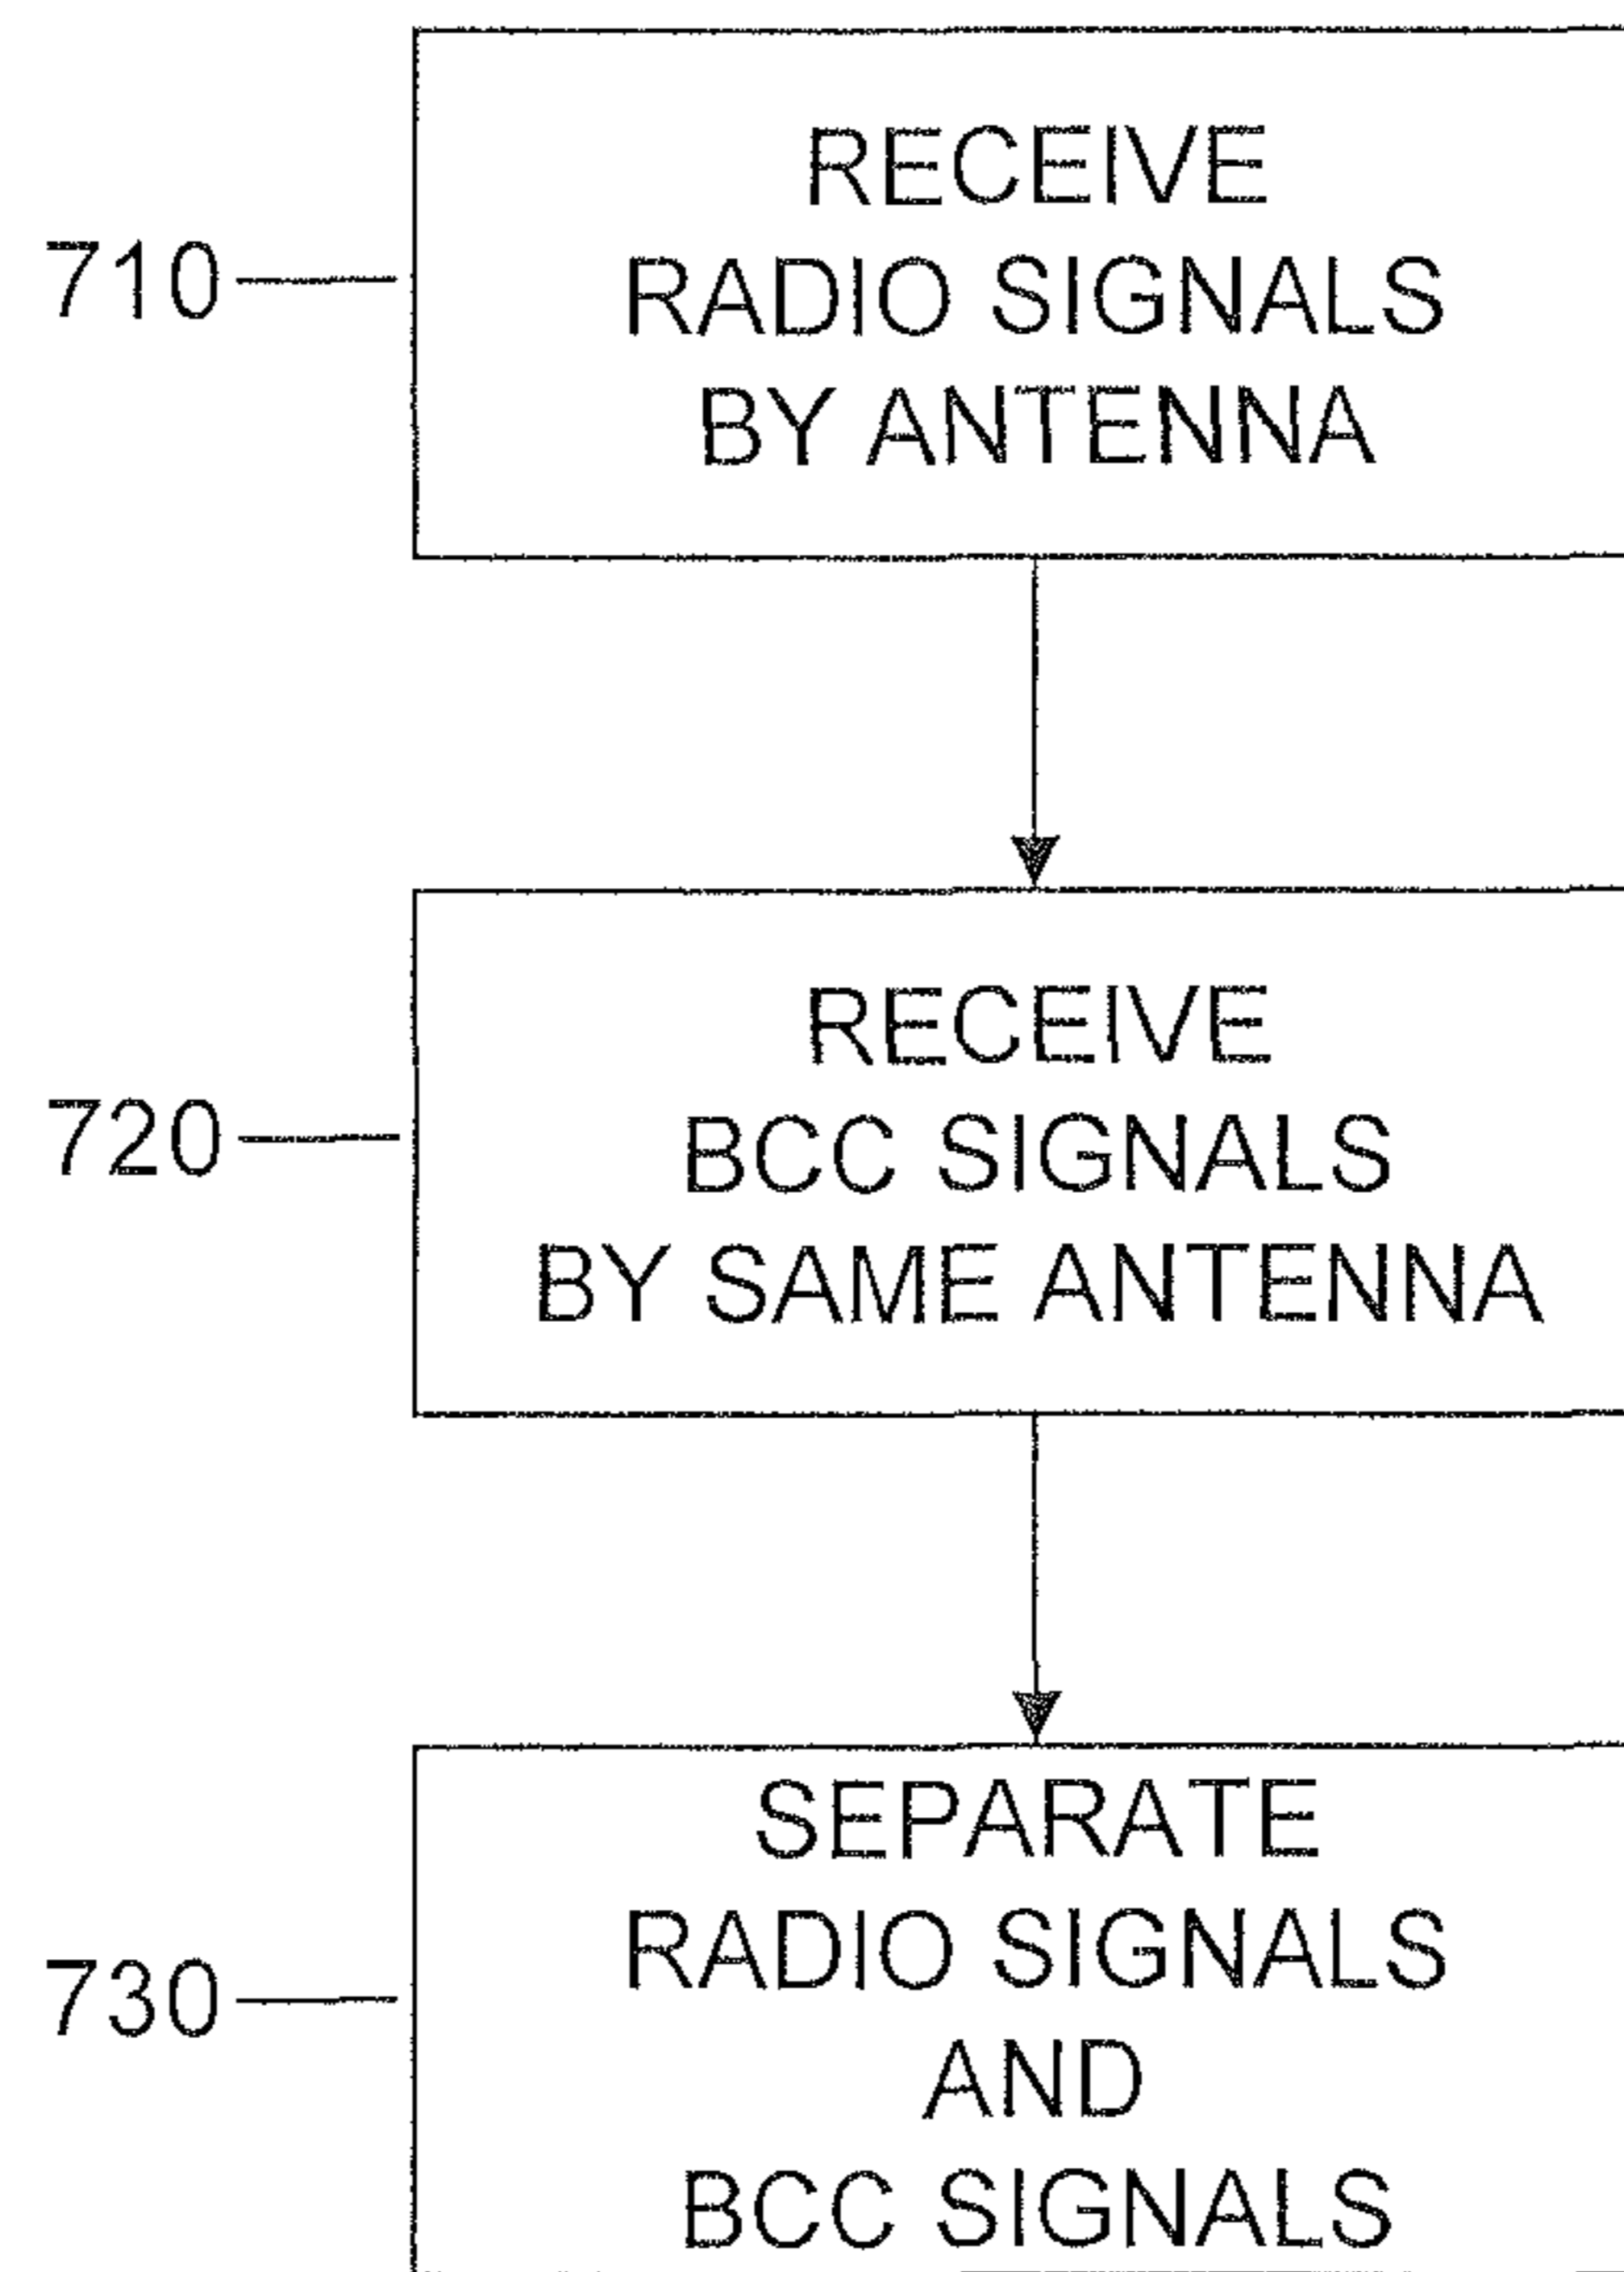 710
RECEIVE
RADIO SIGNALS
BY ANTENNA
720
RECEIVE
BCC SIGNALS
BY SAME ANTENNA
730
SEPARATE
RADIO SIGNALS
AND
BCC SIGNALS